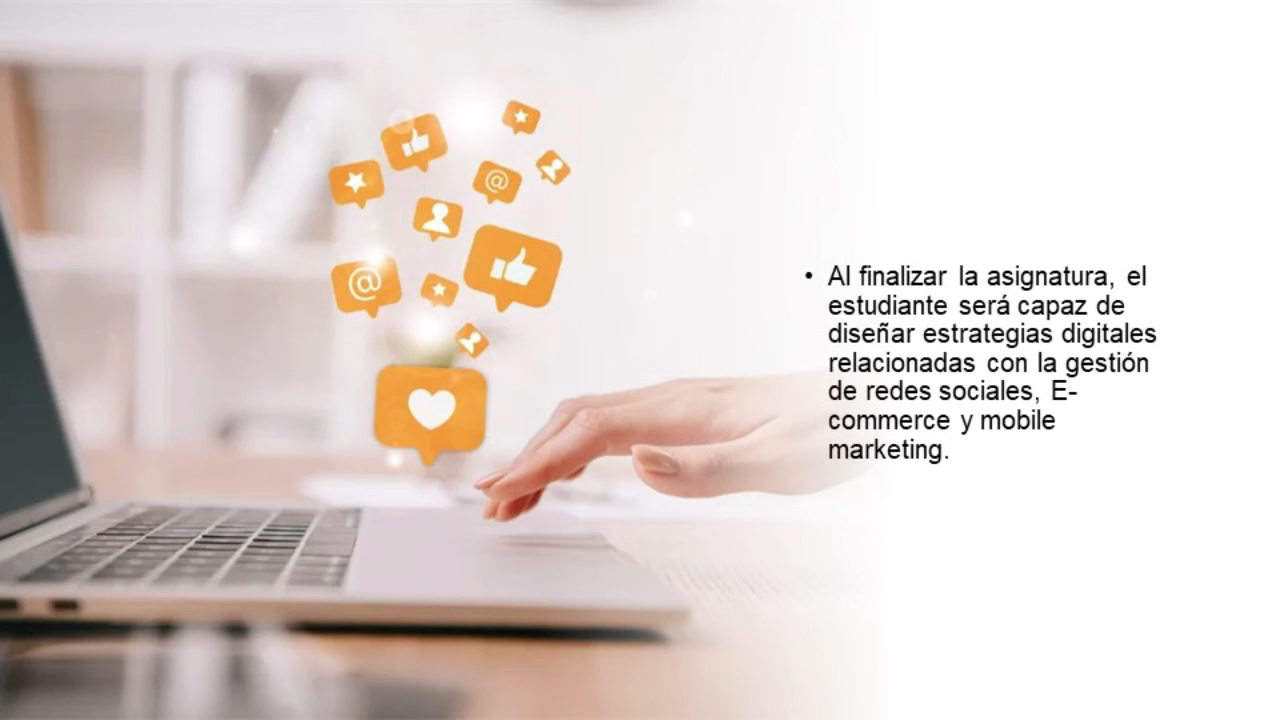 • Al finalizar la asignatura, el
estudiante será capaz de
diseñar estrategias digitales
relacionadas con la gestión
de redes sociales, E-
commerce y mobile
marketing.